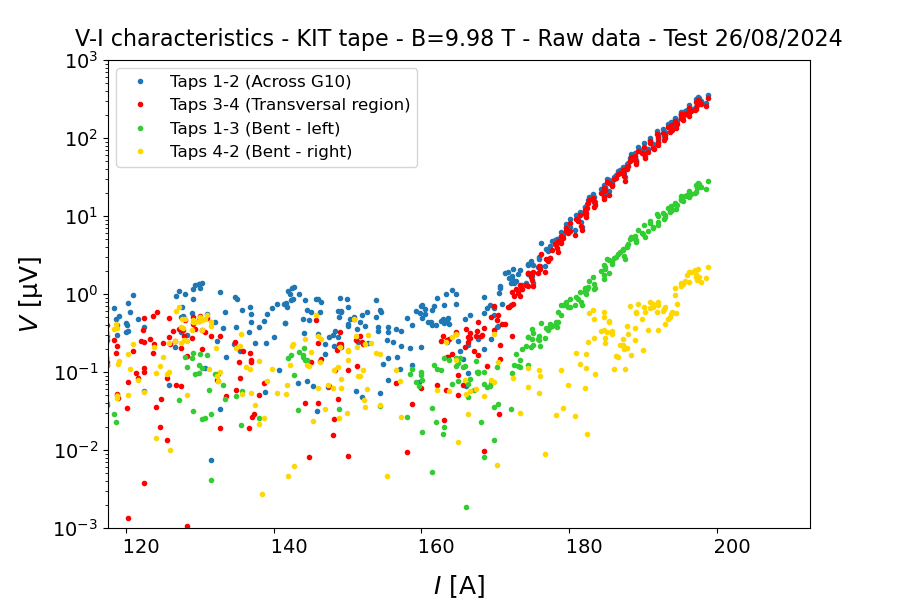 V-I characteristics - KIT tape - B=9.98 T - Raw data - Test 26/08/2024
Taps 1-2 (Across G10)
Taps 3-4 (Transversal region)
Taps 1-3 (Bent - left)
Taps 4-2 (Bent - right)
10³
10²
10¹
10⁰
10⁻¹
10⁻²
10⁻³
V [µV]
120 140 160 180 200
I [A]